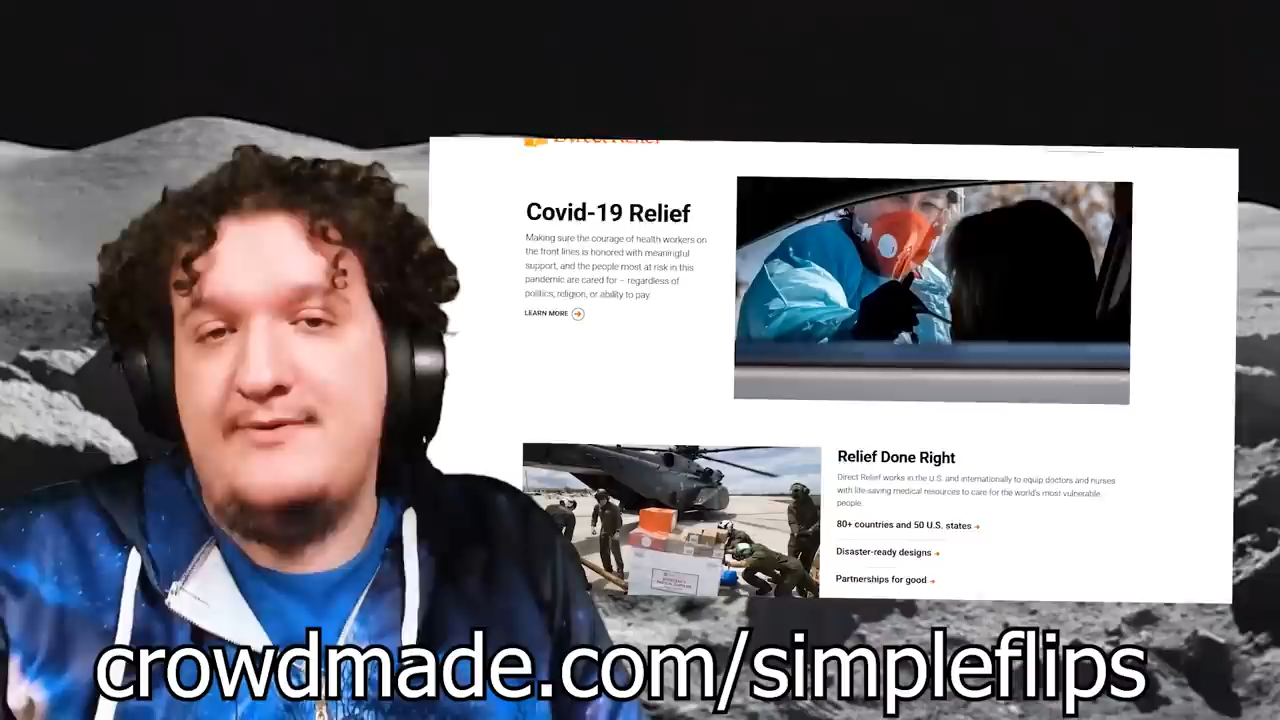 Direct Relief
Covid-19 Relief
Making sure the courage of health workers on
the front lines is honored with meaningful
support, and the people most at risk in this
pandemic are cared for – regardless of
politics, religion, or ability to pay.
LEARN MORE
Relief Done Right
Direct Relief works in the U.S. and internationally to equip doctors and nurses
with life-saving medical resources to care for the world's most vulnerable
people.
80+ countries and 50 U.S. states
Disaster-ready designs
Partnerships for good
crowdmade.com/simpleflips